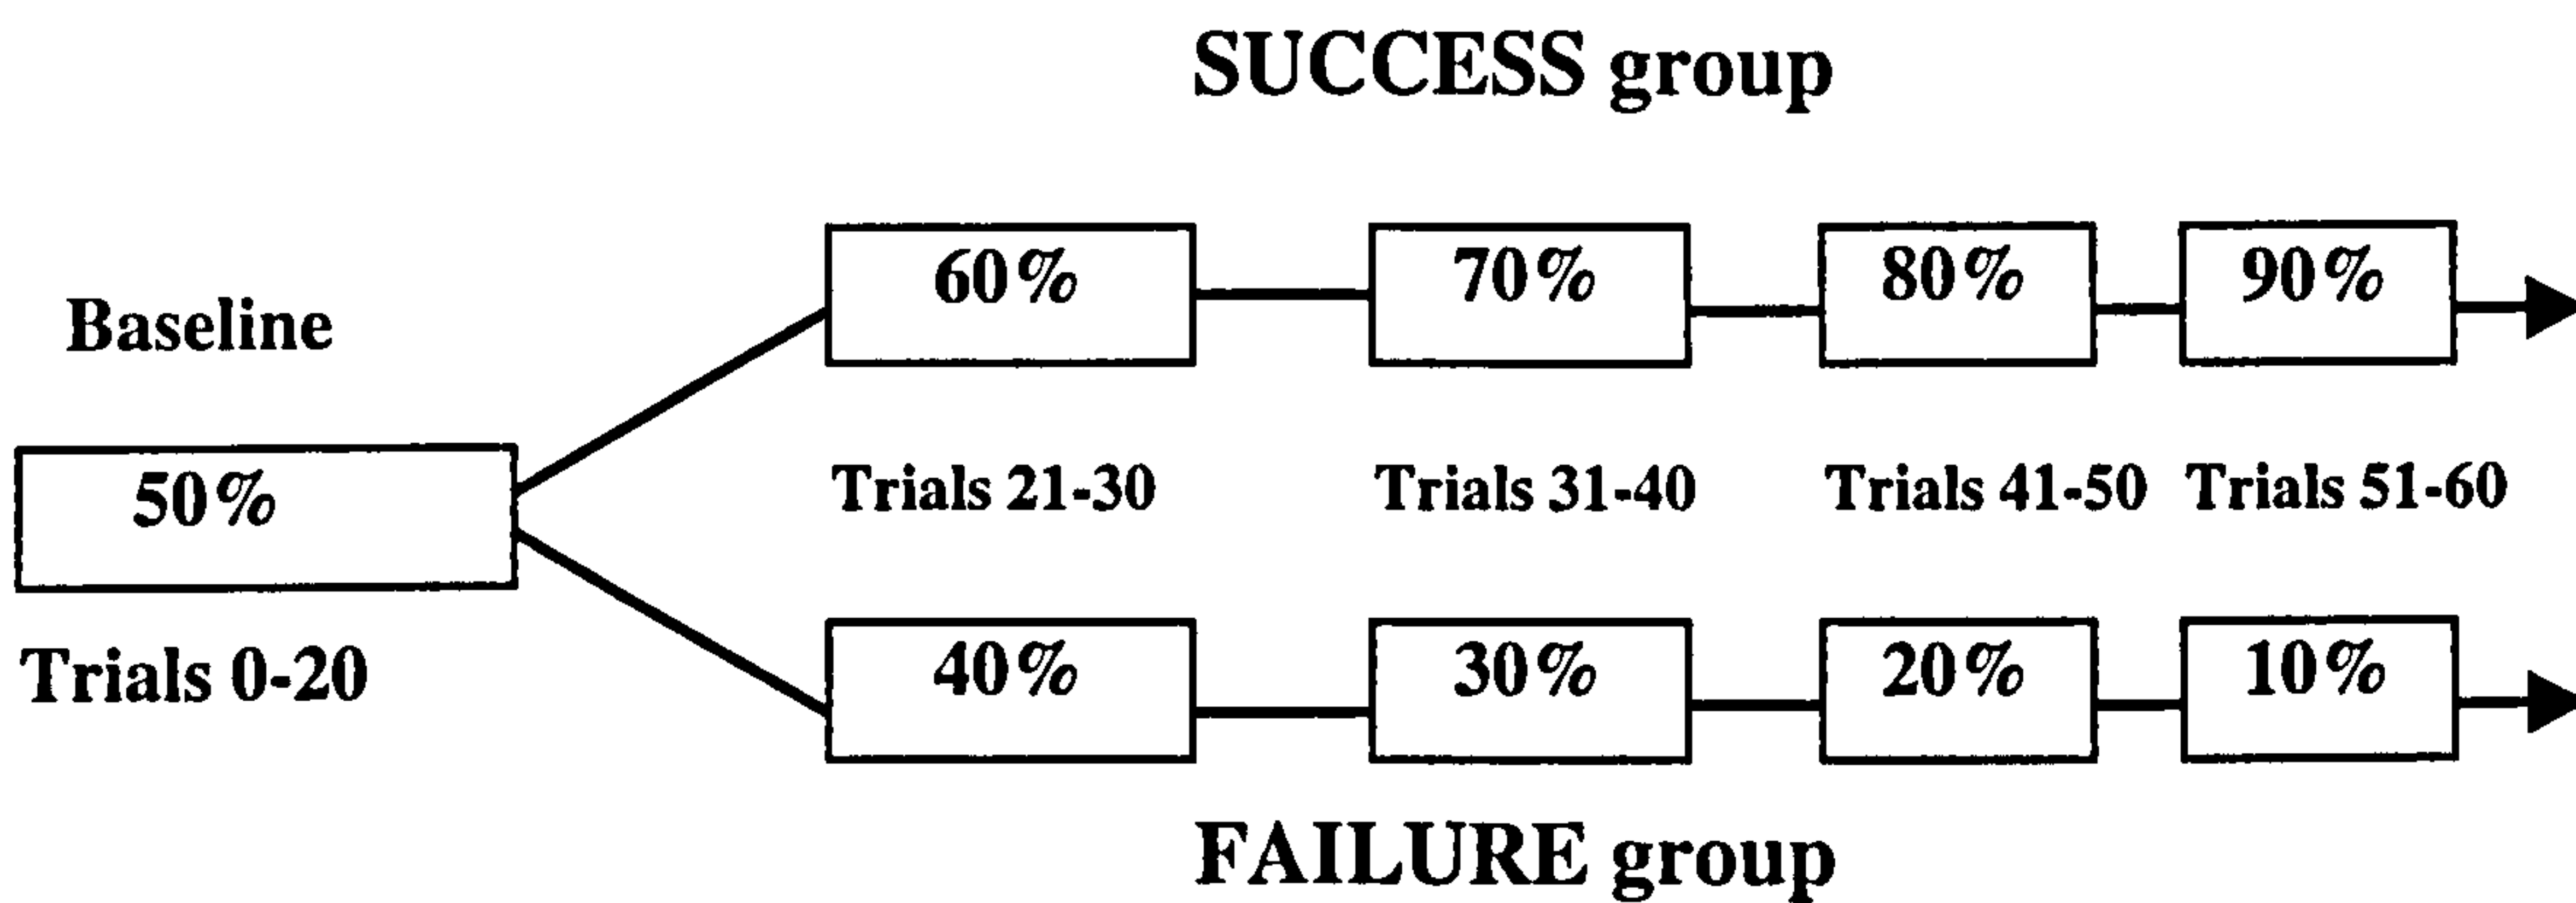 SUCCESS group
60%
70%
80%
90%
Baseline
50%
Trials 21-30
Trials 31-40
Trials 41-50
Trials 51-60
Trials 0-20
40%
30%
20%
10%
FAILURE group